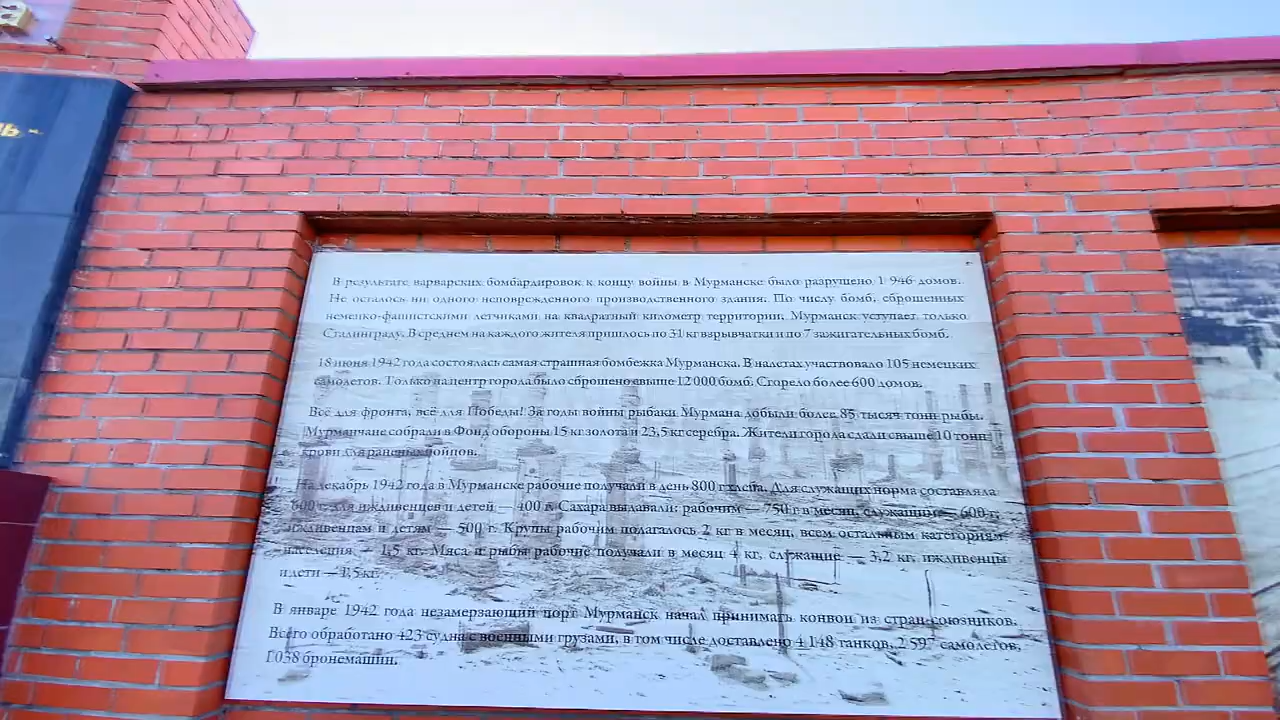 Ь
В результате варварских бомбардировок к концу войны в Мурманске было разрушено 1 946 домов.
Не осталось ни одного неповрежденного производственного здания. По числу бомб, сброшенных
немецко-фашистскими летчиками на квадратный километр территории, Мурманск уступает только
Сталинграду. В среднем на каждого жителя пришлось по 31 кг взрывчатки и по 7 зажигательных бомб.
18 июня 1942 года состоялась самая страшная бомбежка Мурманска. В налетах участвовало 105 немецких
самолетов. Только на центр города было сброшено свыше 12 000 бомб. Сгорело более 600 домов.
Всё для фронта, всё для Победы! За годы войны рыбаки Мурмана добыли более 85 тысяч тонн рыбы.
Мурманчане собрали в Фонд обороны 15 кг золота и 23,5 кг серебра. Жители города сдали свыше 10 тонн
крови для раненых бойцов.
На декабрь 1942 года в Мурманске рабочие получали в день 800 г хлеба. Для служащих норма составляла
600 г, для иждивенцев и детей — 400 г. Сахара выдавали: рабочим — 750 г в месяц, служащим — 600 г,
иждивенцам и детям — 500 г. Крупы рабочим полагалось 2 кг в месяц, всем остальным категориям
населения — 1,5 кг. Мяса и рыбы рабочие получали в месяц 4 кг, служащие — 3,2 кг, иждивенцы
и дети — 1,5 кг.
В январе 1942 года незамерзающий порт Мурманск начал принимать конвои из стран-союзников.
Всего обработано 423 судна с военными грузами, в том числе доставлено 4 148 танков, 2 597 самолетов,
1 038 бронемашин.